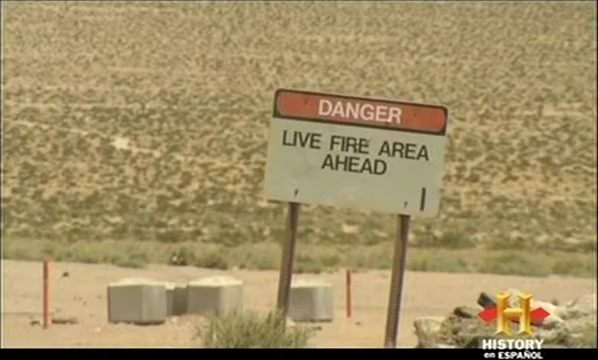 DANGER
LIVE FIRE AREA
AHEAD
H
HISTORY
en ESPAÑOL